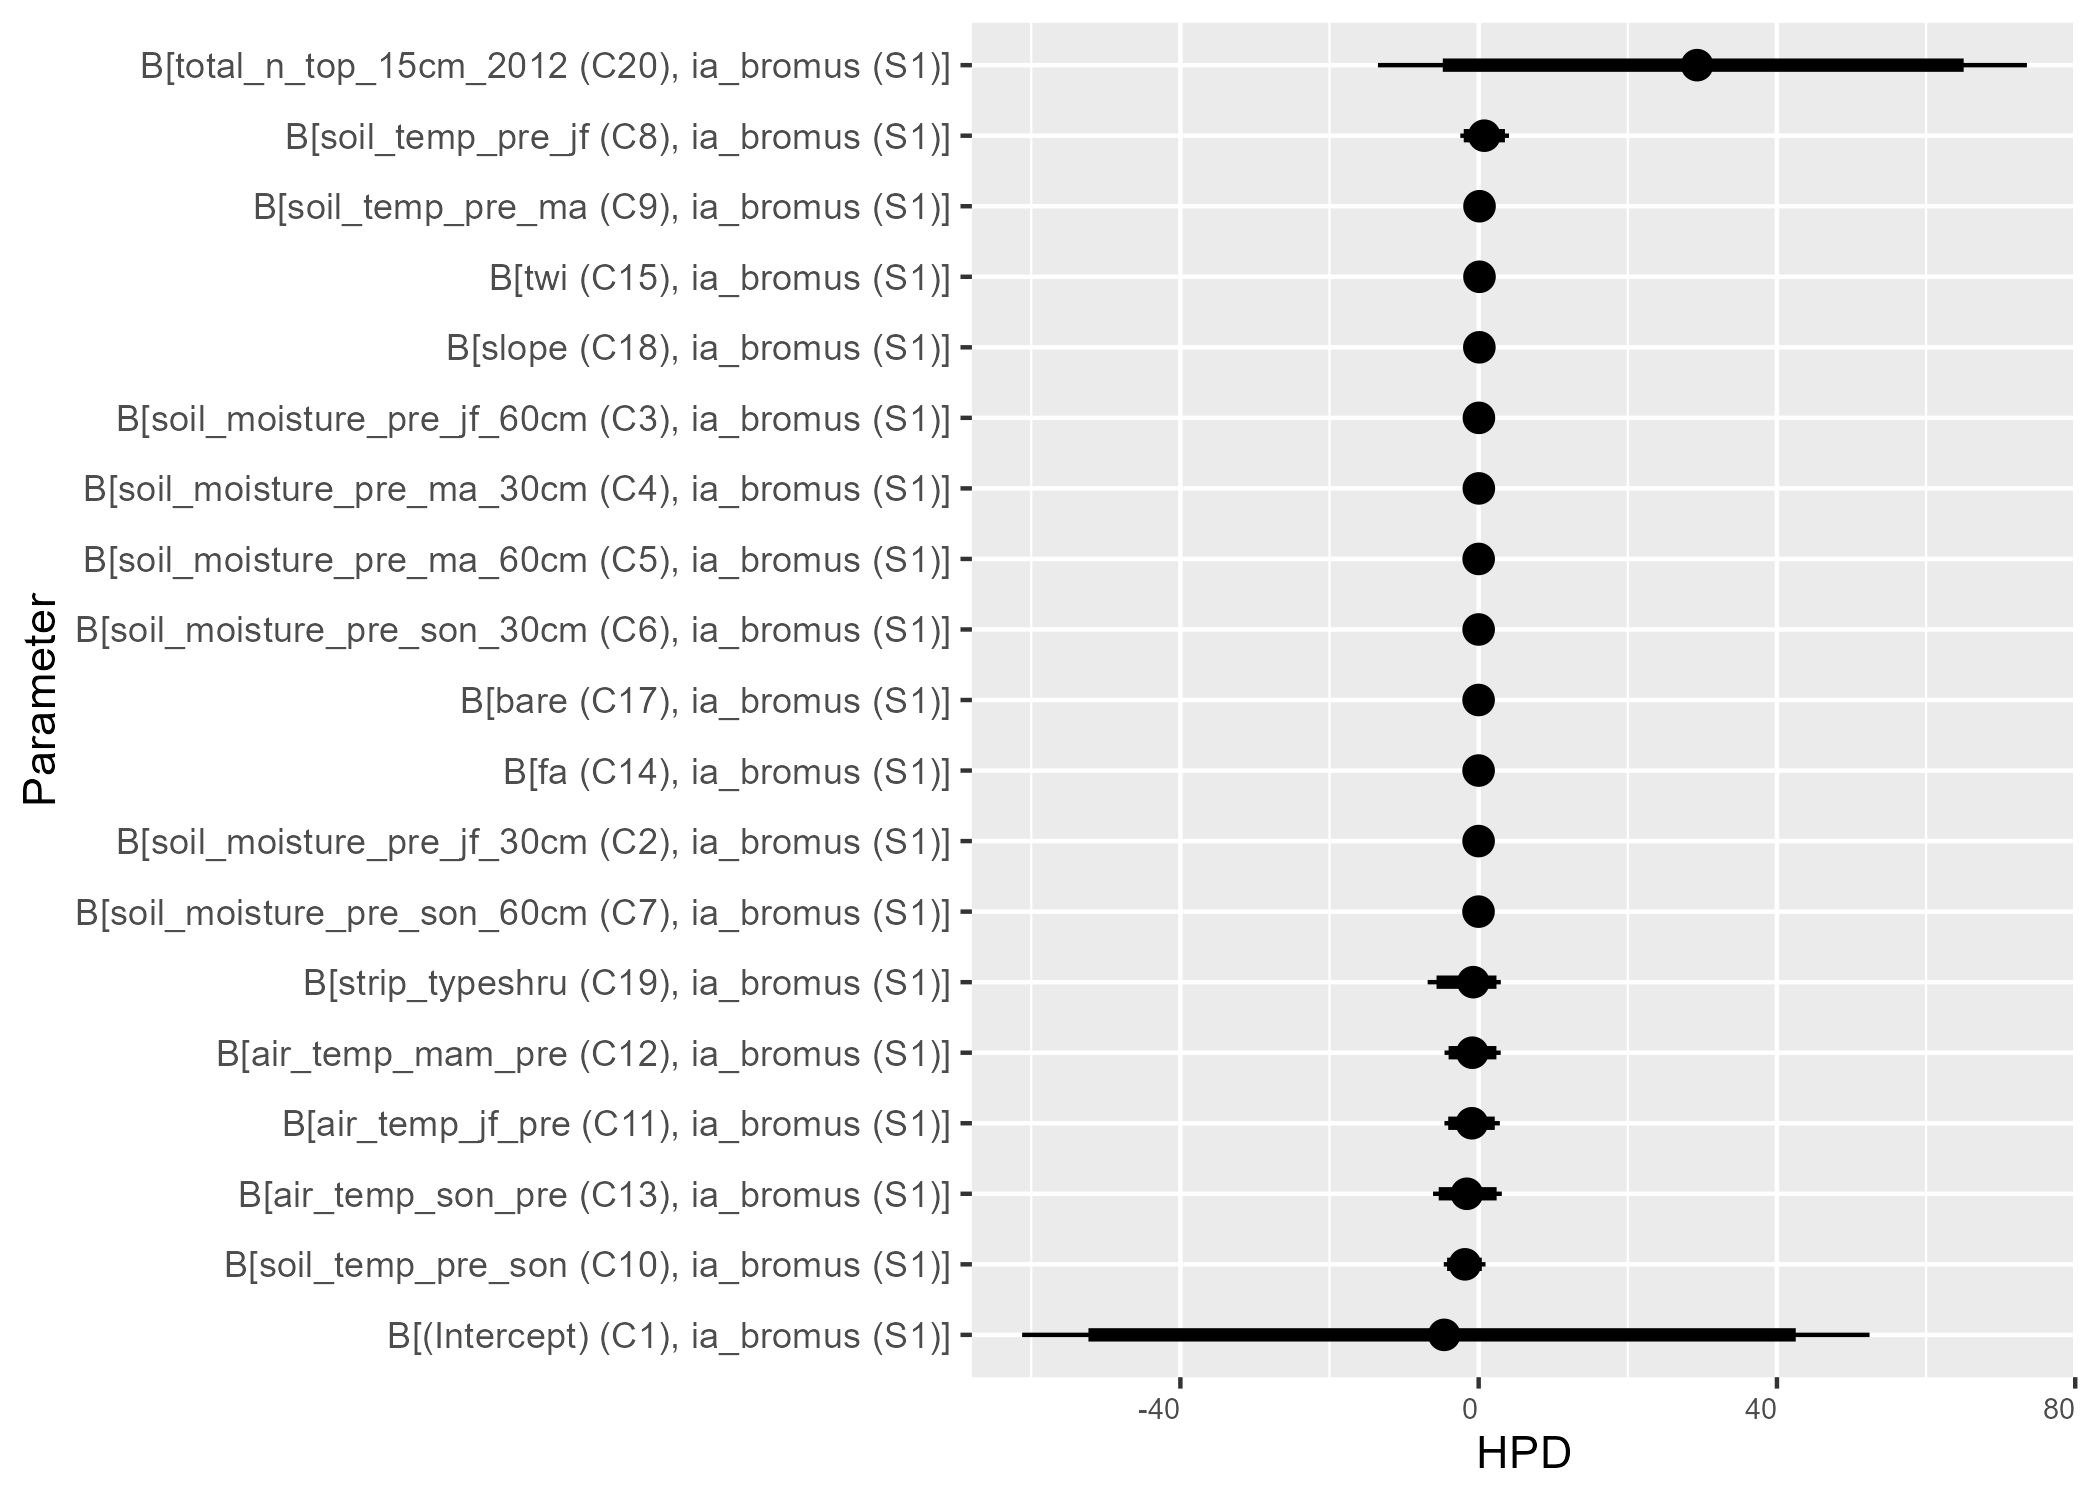 B[total_n_top_15cm_2012 (C20), ia_bromus (S1)]
B[soil_temp_pre_jf (C8), ia_bromus (S1)]
B[soil_temp_pre_ma (C9), ia_bromus (S1)]
B[twi (C15), ia_bromus (S1)]
B[slope (C18), ia_bromus (S1)]
B[soil_moisture_pre_jf_60cm (C3), ia_bromus (S1)]
B[soil_moisture_pre_ma_30cm (C4), ia_bromus (S1)]
B[soil_moisture_pre_ma_60cm (C5), ia_bromus (S1)]
B[soil_moisture_pre_son_30cm (C6), ia_bromus (S1)]
B[bare (C17), ia_bromus (S1)]
B[fa (C14), ia_bromus (S1)]
B[soil_moisture_pre_jf_30cm (C2), ia_bromus (S1)]
B[soil_moisture_pre_son_60cm (C7), ia_bromus (S1)]
B[strip_typeshru (C19), ia_bromus (S1)]
B[air_temp_mam_pre (C12), ia_bromus (S1)]
B[air_temp_jf_pre (C11), ia_bromus (S1)]
B[air_temp_son_pre (C13), ia_bromus (S1)]
B[soil_temp_pre_son (C10), ia_bromus (S1)]
B[(Intercept) (C1), ia_bromus (S1)]
Parameter
-40 0 40 80
HPD